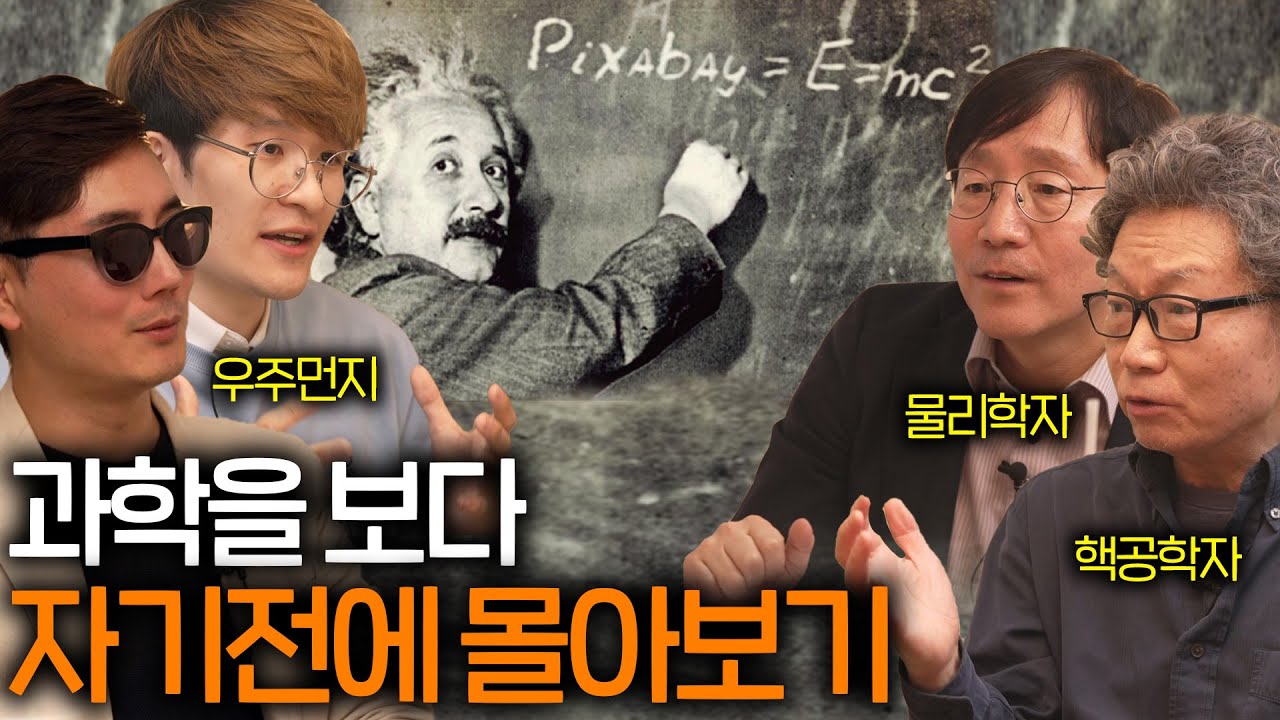 Pixabay = E=mc²
우주먼지
물리학자
핵공학자
과학을 보다
자기전에 몰아보기